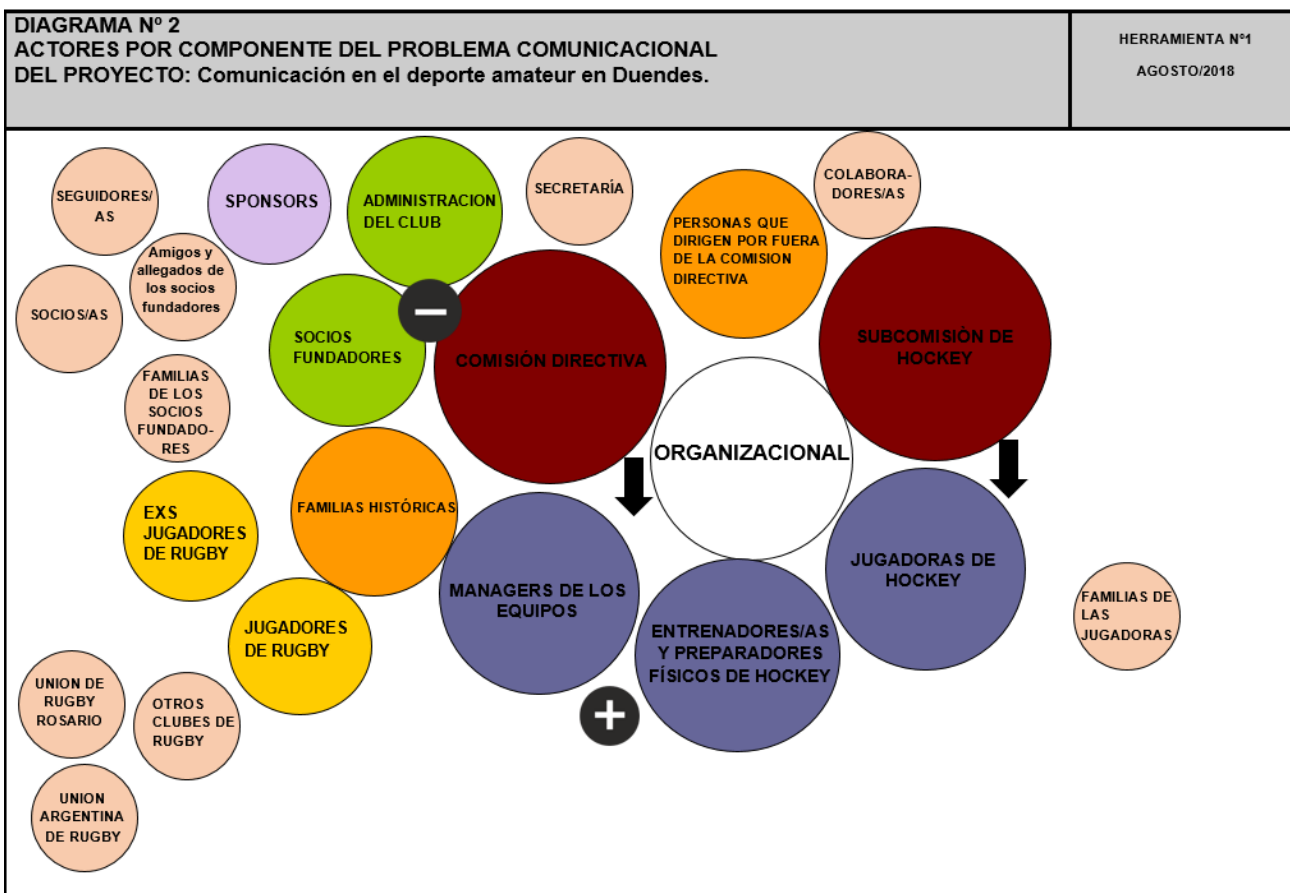 DIAGRAMA Nº 2
ACTORES POR COMPONENTE DEL PROBLEMA COMUNICACIONAL
DEL PROYECTO: Comunicación en el deporte amateur en Duendes.
HERRAMIENTA Nº1
AGOSTO/2018
SEGUIDORES/
AS
SPONSORS
ADMINISTRACION
DEL CLUB
SECRETARÍA
PERSONAS QUE
DIRIGEN POR FUERA
DE LA COMISION
DIRECTIVA
COLABORA-
DORES/AS
Amigos y
allegados de
los socios
fundadores
SOCIOS/AS
SOCIOS
FUNDADORES
COMISIÓN DIRECTIVA
SUBCOMISIÒN DE
HOCKEY
FAMILIAS
DE LOS
SOCIOS
FUNDADO-
RES
ORGANIZACIONAL
EXS
JUGADORES
DE RUGBY
FAMILIAS HISTÓRICAS
MANAGERS DE LOS
EQUIPOS
JUGADORAS DE
HOCKEY
JUGADORES
DE RUGBY
ENTRENADORES/AS
Y PREPARADORES
FÍSICOS DE HOCKEY
FAMILIAS DE
LAS
JUGADORAS
UNION DE
RUGBY
ROSARIO
OTROS
CLUBES DE
RUGBY
UNION
ARGENTINA
DE RUGBY